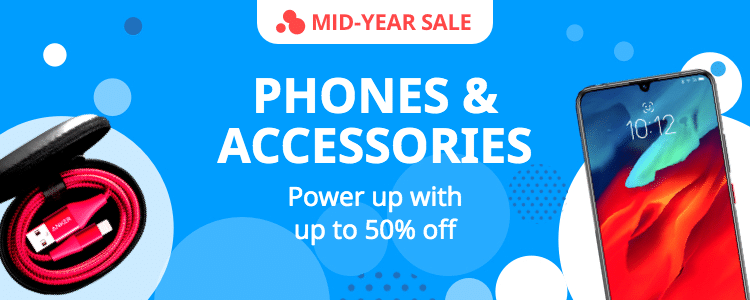 MID-YEAR SALE
PHONES &
ACCESSORIES
Power up with
up to 50% off
ANKER
10:12